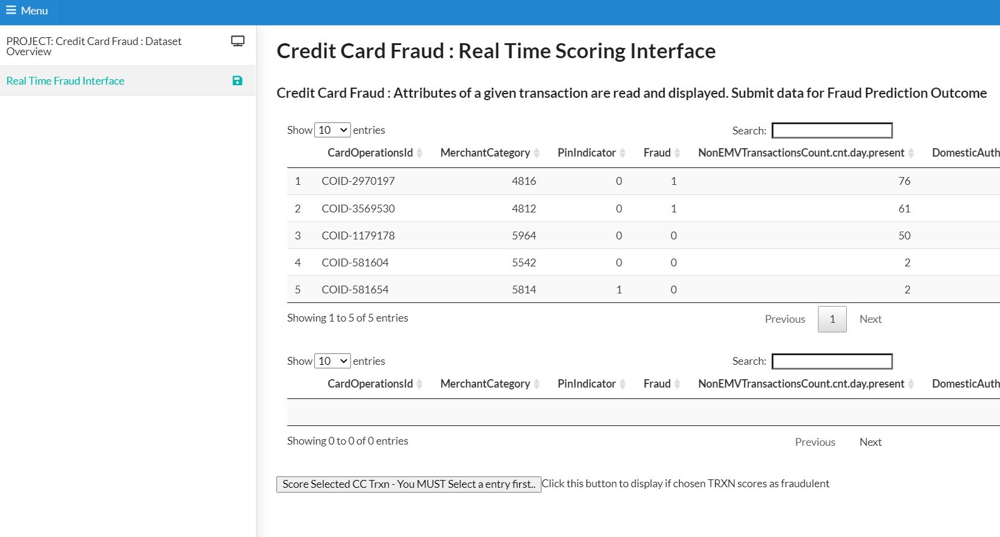 Menu
PROJECT: Credit Card Fraud : Dataset
Overview
Real Time Fraud Interface
Credit Card Fraud : Real Time Scoring Interface
Credit Card Fraud : Attributes of a given transaction are read and displayed. Submit data for Fraud Prediction Outcome
Show 10 entries Search:
CardOperationsId MerchantCategory PinIndicator Fraud NonEMVTransactionsCount.cnt.day.present DomesticAuth
1 COID-2970197 4816 0 1 76
2 COID-3569530 4812 0 1 61
3 COID-1179178 5964 0 0 50
4 COID-581604 5542 0 0 2
5 COID-581654 5814 1 0 2
Showing 1 to 5 of 5 entries Previous 1 Next
Show 10 entries Search:
CardOperationsId MerchantCategory PinIndicator Fraud NonEMVTransactionsCount.cnt.day.present DomesticAuth
Showing 0 to 0 of 0 entries Previous Next
Score Selected CC Trxn - You MUST Select a entry first.. Click this button to display if chosen TRXN scores as fraudulent